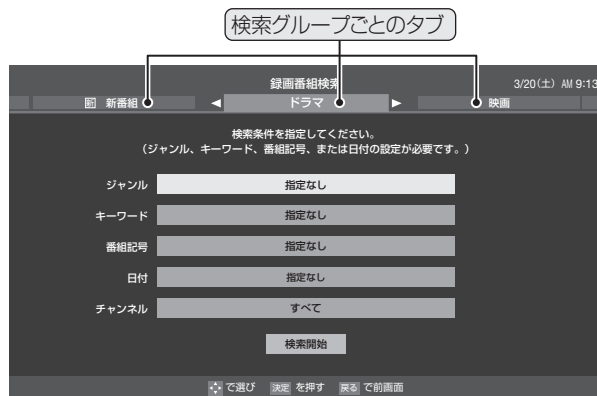 検索グループごとのタブ
録画番組検索
3/20(土) AM 9:13
新 新番組
◀ ドラマ ▶
映画
検索条件を指定してください。
（ジャンル、キーワード、番組記号、または日付の設定が必要です。）
ジャンル 指定なし
キーワード 指定なし
番組記号 指定なし
日付 指定なし
チャンネル すべて
検索開始
で選び 決定 を押す 戻る で前画面